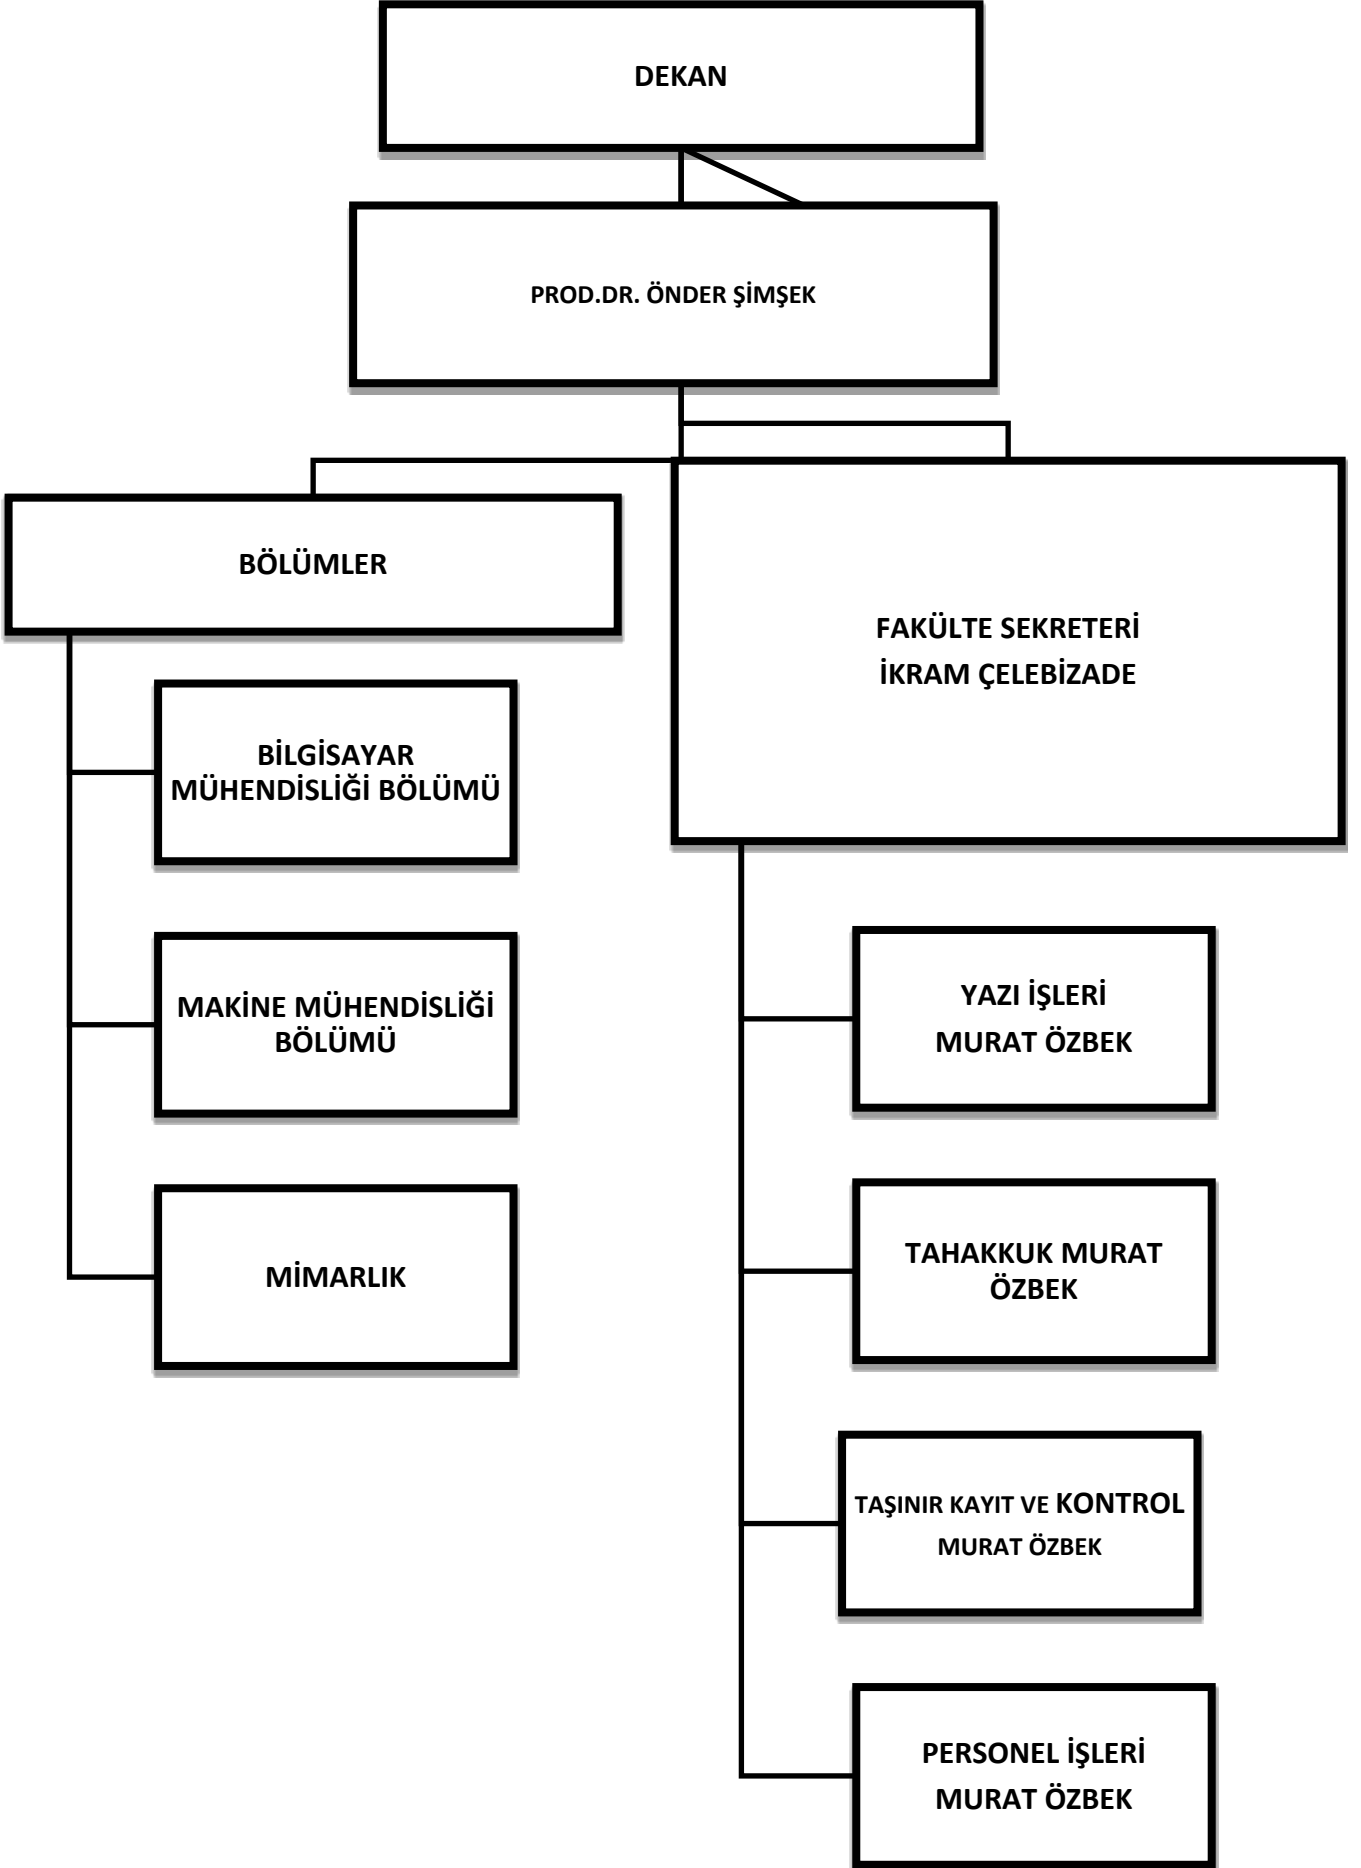 DEKAN
PROD.DR. ÖNDER ŞİMŞEK
BÖLÜMLER
BİLGİSAYAR
MÜHENDİSLİĞİ BÖLÜMÜ
MAKİNE MÜHENDİSLİĞİ
BÖLÜMÜ
MİMARLIK
FAKÜLTE SEKRETERİ
İKRAM ÇELEBİZADE
YAZI İŞLERİ
MURAT ÖZBEK
TAHAKKUK MURAT
ÖZBEK
TAŞINIR KAYIT VE KONTROL
MURAT ÖZBEK
PERSONEL İŞLERİ
MURAT ÖZBEK